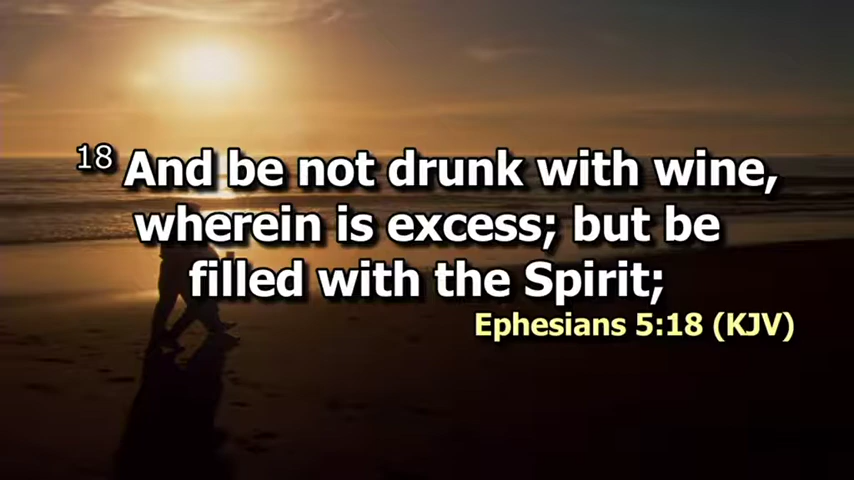 18 And be not drunk with wine,
wherein is excess; but be
filled with the Spirit;
Ephesians 5:18 (KJV)